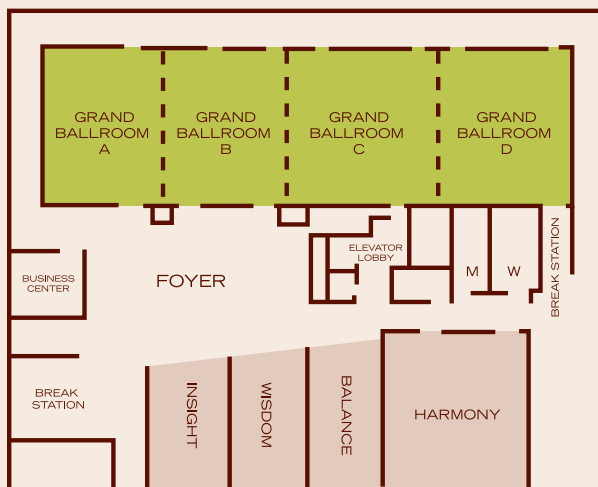 GRAND
BALLROOM
A
GRAND
BALLROOM
B
GRAND
BALLROOM
C
GRAND
BALLROOM
D
ELEVATOR
LOBBY
M
W
BREAK STATION
BUSINESS
CENTER
FOYER
BREAK
STATION
INSIGHT
WISDOM
BALANCE
HARMONY